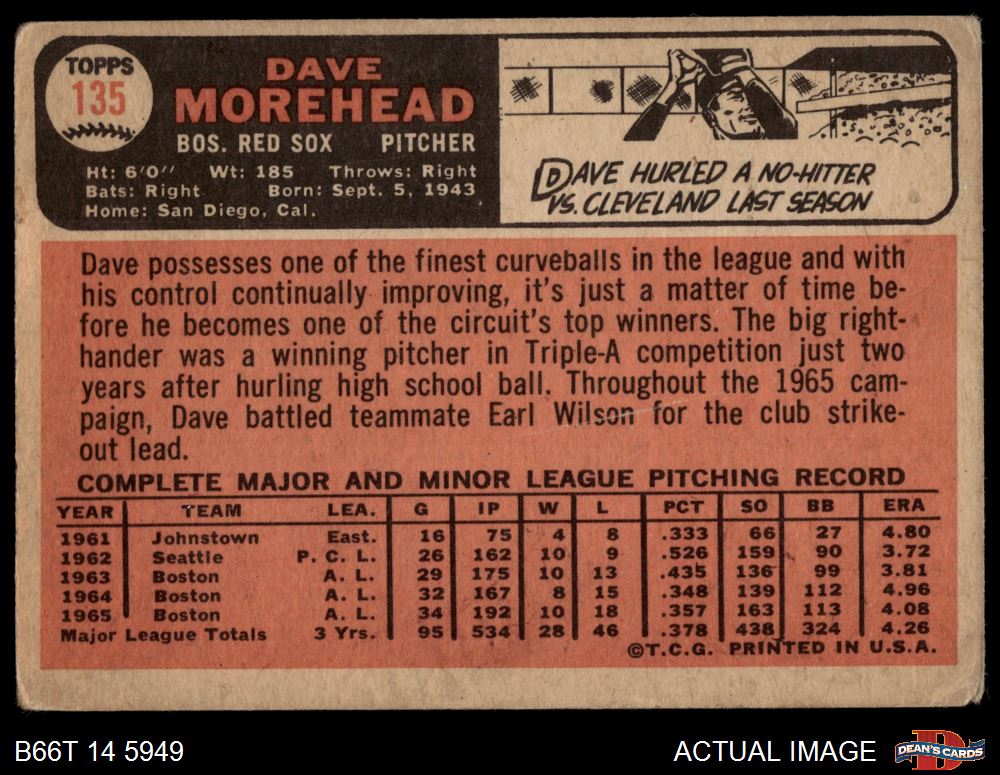 TOPPS
135
DAVE
MOREHEAD
BOS. RED SOX PITCHER
Ht: 6'0" Wt: 185 Throws: Right
Bats: Right Born: Sept. 5, 1943
Home: San Diego, Cal.
DAVE HURLED A NO-HITTER
VS. CLEVELAND LAST SEASON
Dave possesses one of the finest curveballs in the league and with
his control continually improving, it's just a matter of time be-
fore he becomes one of the circuit's top winners. The big right-
hander was a winning pitcher in Triple-A competition just two
years after hurling high school ball. Throughout the 1965 cam-
paign, Dave battled teammate Earl Wilson for the club strike-
out lead.
COMPLETE MAJOR AND MINOR LEAGUE PITCHING RECORD
YEAR TEAM LEA. G IP W L PCT SO BB ERA
1961 Johnstown East. 16 75 4 8 .333 66 27 4.80
1962 Seattle P. C. L. 26 162 10 9 .526 159 90 3.72
1963 Boston A. L. 29 175 10 13 .435 136 99 3.81
1964 Boston A. L. 32 167 8 15 .348 139 112 4.96
1965 Boston A. L. 34 192 10 18 .357 163 113 4.08
Major League Totals 3 Yrs. 95 534 28 46 .378 438 324 4.26
©T.C.G. PRINTED IN U.S.A.
B66T 14 5949
ACTUAL IMAGE
DEAN'S CARDS